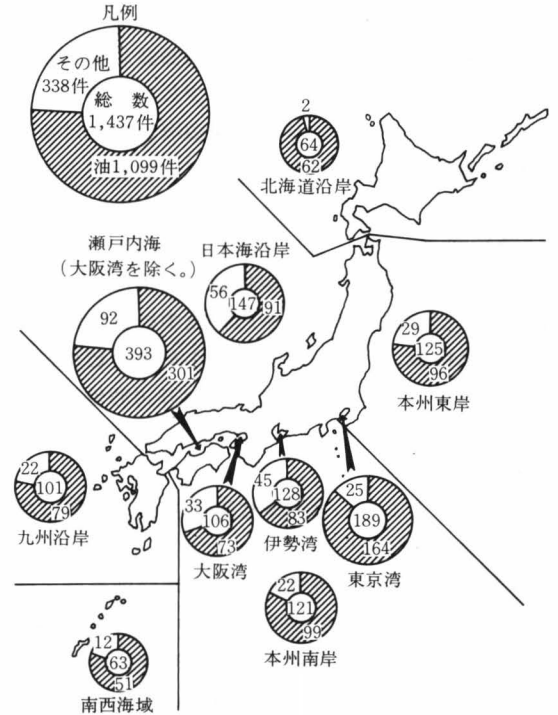 凡例
その他
338件
総数
1,437件
油1,099件
2
64
62
北海道沿岸
瀬戸内海
(大阪湾を除く。)
92
393
301
日本海沿岸
56
147
91
29
125
96
本州東岸
22
101
79
九州沿岸
33
106
73
大阪湾
45
128
83
伊勢湾
25
189
164
東京湾
22
121
99
本州南岸
12
63
51
南西海域